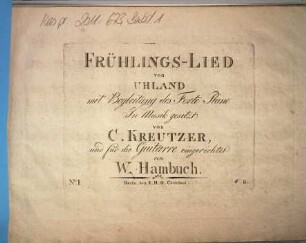 FRÜHLINGS-LIED
von
UHLAND
mit Begleitung des Forte Piano
In Musik gesetzt
von
C. KREUTZER,
und für die Guitarre eingerichtet
von
W. Hambuch.
N.º 1